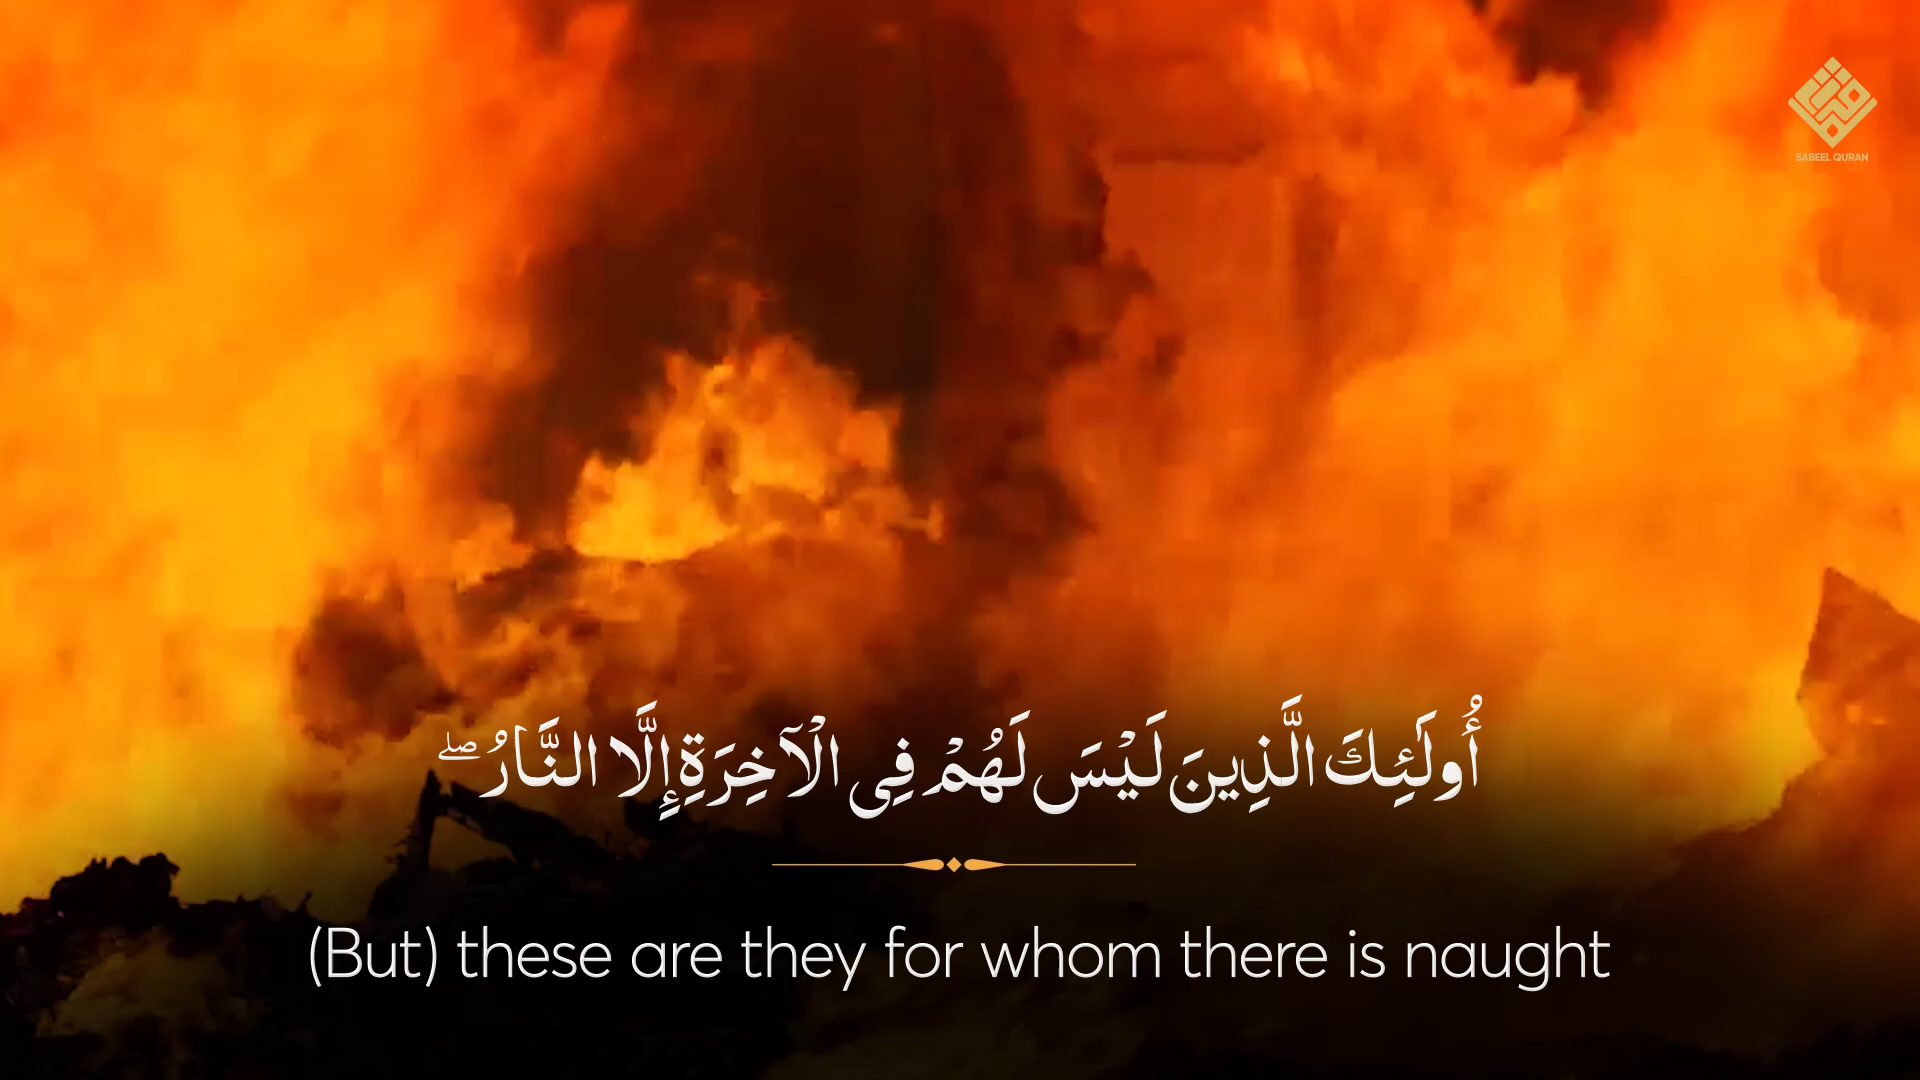 SABEEL QURAN
أُولَٰئِكَ الَّذِينَ لَيْسَ لَهُمْ فِى الْآخِرَةِ إِلَّا النَّارُ ۖ
(But) these are they for whom there is naught